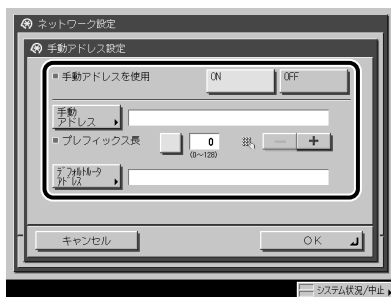 ネットワーク設定
手動アドレス設定
手動アドレスを使用 ON OFF
手動
アドレス
プレフィックス長 0 − +
(0~128)
デフォルトルータ
アドレス
キャンセル OK
システム状況/中止